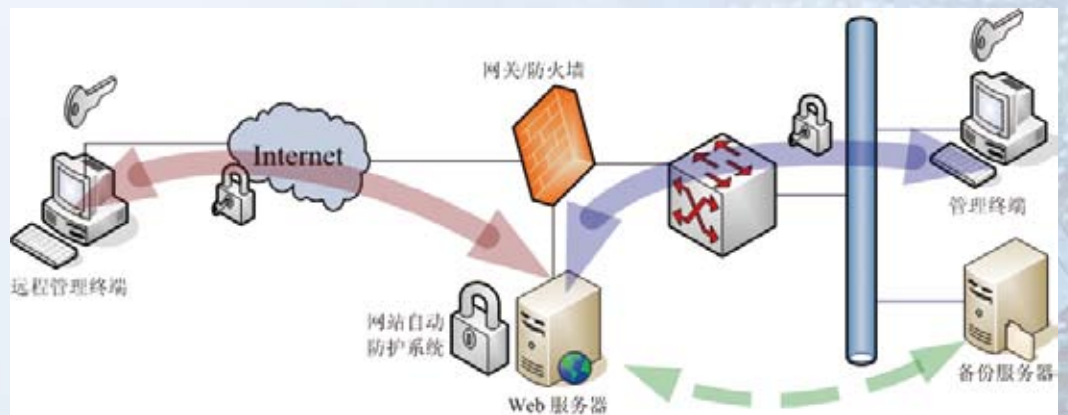 网关/防火墙
Internet
管理终端
远程管理终端
网站自动
防护系统
Web 服务器
备份服务器